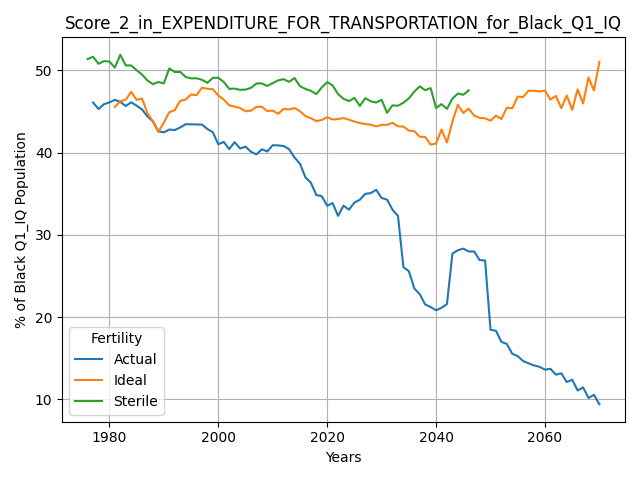 Score_2_in_EXPENDITURE_FOR_TRANSPORTATION_for_Black_Q1_IQ
% of Black Q1_IQ Population
50
40
30
20
10
Fertility
Actual
Ideal
Sterile
1980 2000 2020 2040 2060
Years